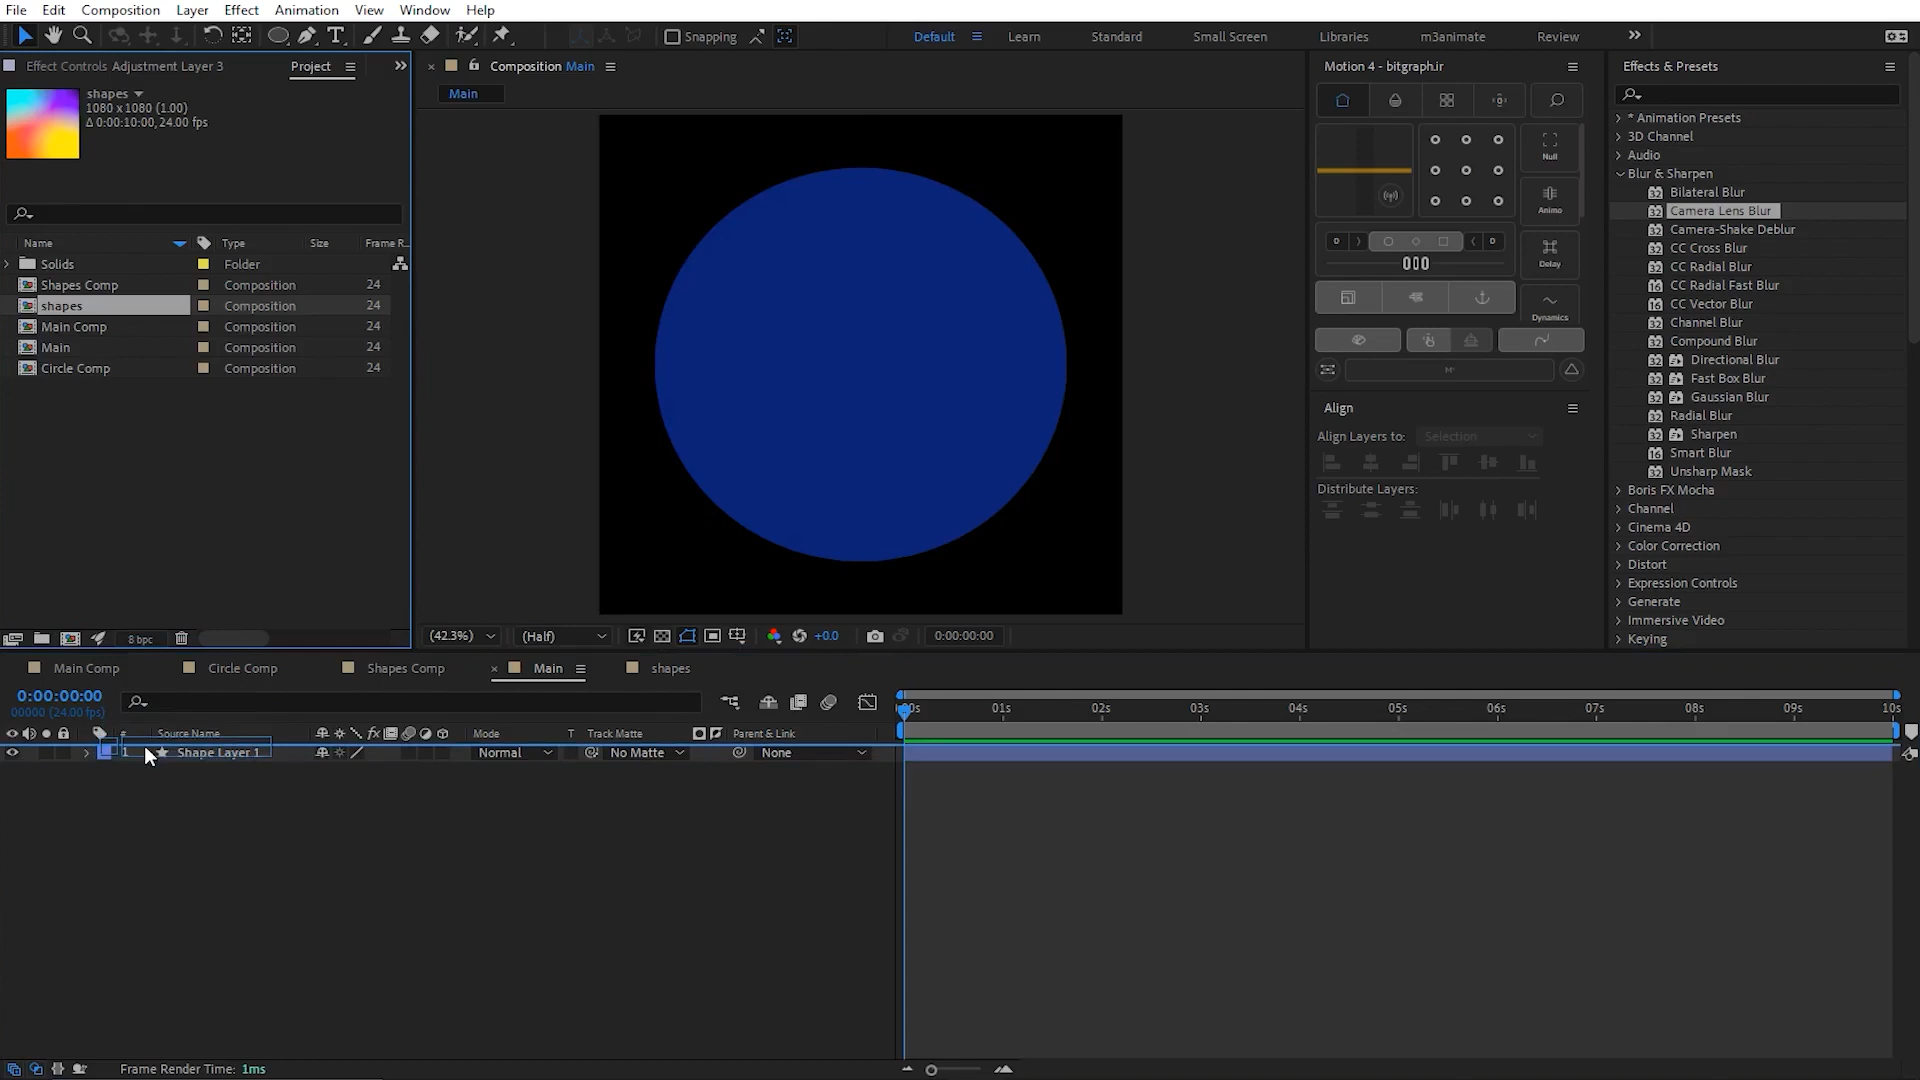 File Edit Composition Layer Effect Animation View Window Help
Snapping Default Learn Standard Small Screen Libraries m3animate Review
Effect Controls Adjustment Layer 3 Project
Composition Main
Motion 4 - bitgraph.ir
Effects & Presets
shapes
1080 x 1080 (1.00)
Δ 0:00:10:00, 24.00 fps
Main
Name Type Size Frame R...
Solids Folder
Shapes Comp Composition 24
shapes Composition 24
Main Comp Composition 24
Main Composition 24
Circle Comp Composition 24
8 bpc
(42.3%) (Half) +0.0 0:00:00:00
Null
Animo
Delay
Dynamics
Align
Align Layers to: Selection
Distribute Layers:
* Animation Presets
3D Channel
Audio
Blur & Sharpen
Bilateral Blur
Camera Lens Blur
Camera-Shake Deblur
CC Cross Blur
CC Radial Blur
CC Radial Fast Blur
CC Vector Blur
Channel Blur
Compound Blur
Directional Blur
Fast Box Blur
Gaussian Blur
Radial Blur
Sharpen
Smart Blur
Unsharp Mask
Boris FX Mocha
Channel
Cinema 4D
Color Correction
Distort
Expression Controls
Generate
Immersive Video
Keying
Main Comp Circle Comp Shapes Comp Main shapes
0:00:00:00
00000 (24.00 fps)
# Source Name Mode T Track Matte Parent & Link
1 Shape Layer 1 Normal No Matte None
01s 02s 03s 04s 05s 06s 07s 08s 09s 10s
Frame Render Time: 1ms